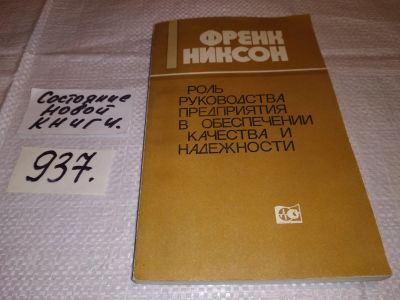 Состояние
новой
книги.
937.
ФРЕНК
НИКСОН
РОЛЬ
РУКОВОДСТВА
ПРЕДПРИЯТИЯ
В ОБЕСПЕЧЕНИИ
КАЧЕСТВА И
НАДЕЖНОСТИ